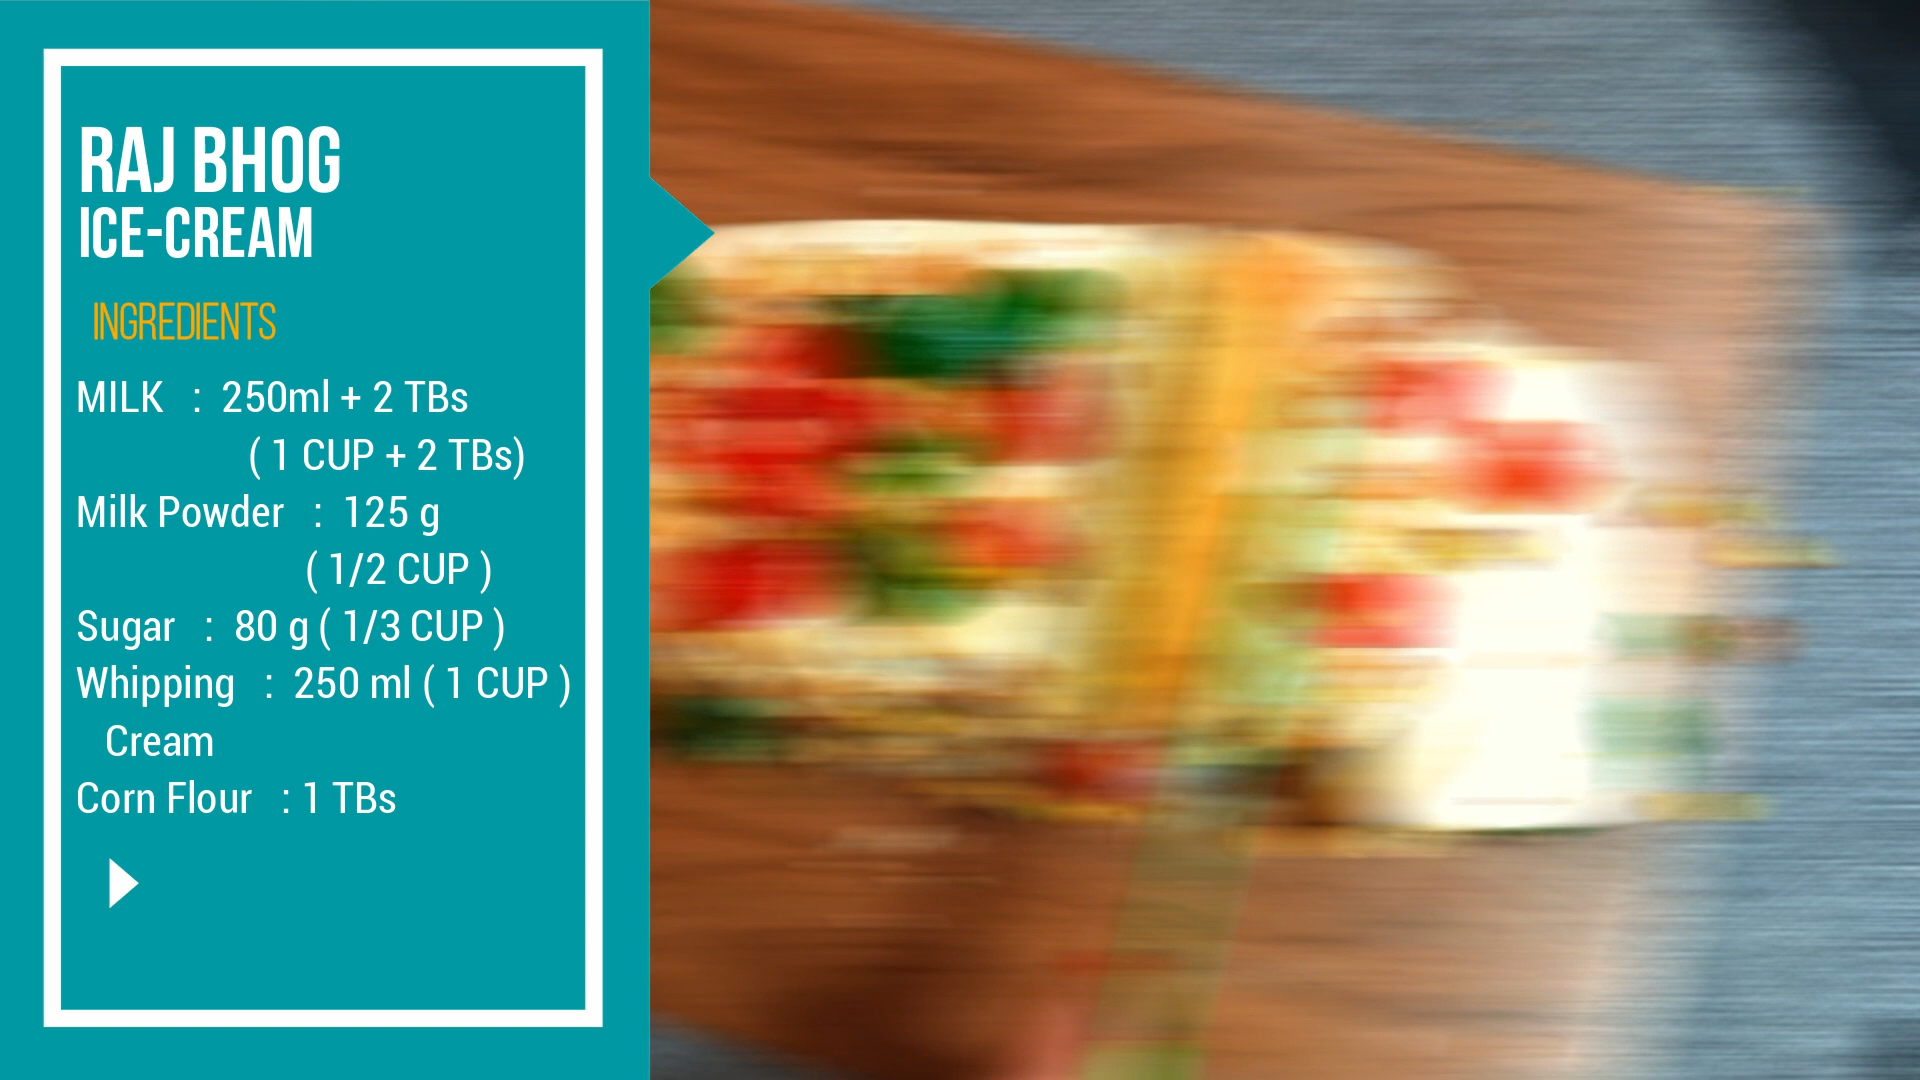 RAJ BHOG
ICE-CREAM
INGREDIENTS
MILK : 250ml + 2 TBs
( 1 CUP + 2 TBs)
Milk Powder : 125 g
( 1/2 CUP )
Sugar : 80 g ( 1/3 CUP )
Whipping : 250 ml ( 1 CUP )
Cream
Corn Flour : 1 TBs